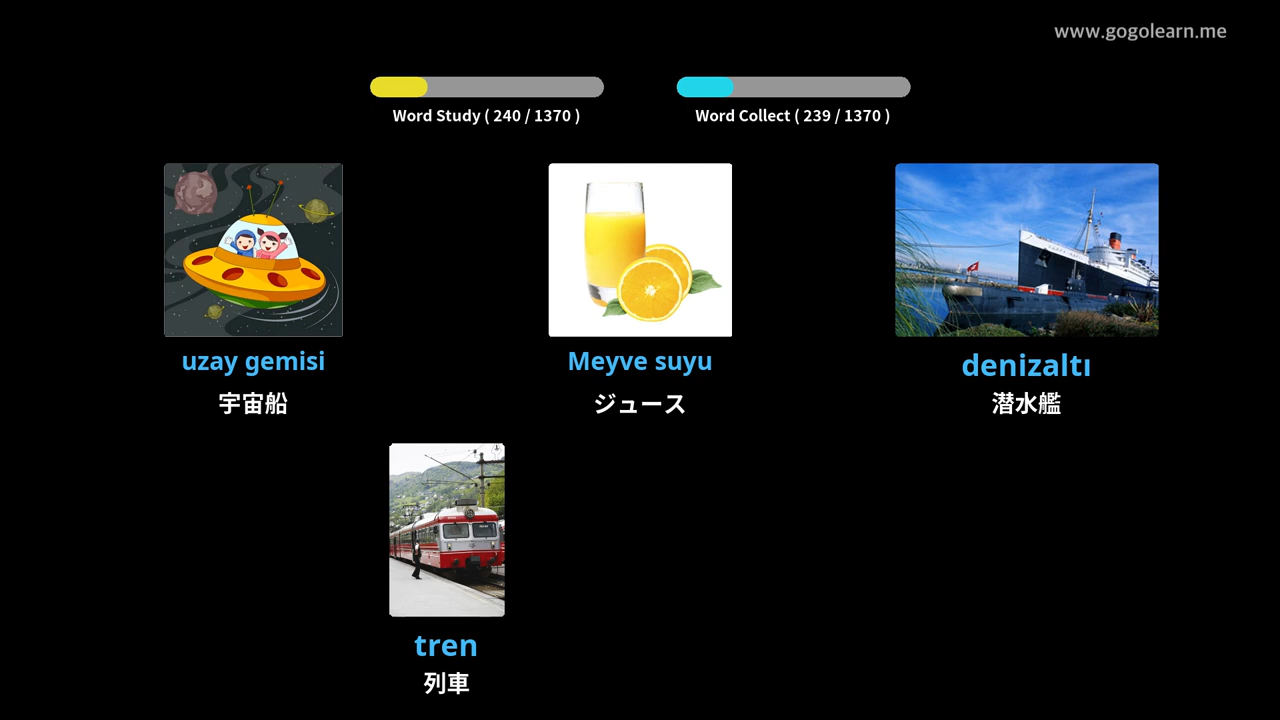 www.gogolearn.me
Word Study ( 240 / 1370 )
Word Collect ( 239 / 1370 )
uzay gemisi
宇宙船
Meyve suyu
ジュース
denizaltı
潜水艦
tren
列車